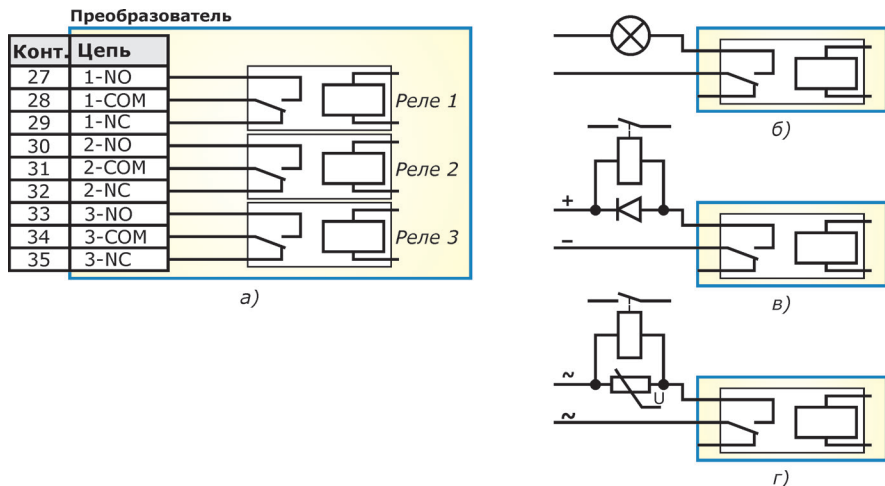 Преобразователь
Конт. Цепь
27 1-NO
28 1-COM
29 1-NC
Реле 1
30 2-NO
31 2-COM
32 2-NC
Реле 2
33 3-NO
34 3-COM
35 3-NC
Реле 3
а)
б)
+
–
в)
~
U
~
г)